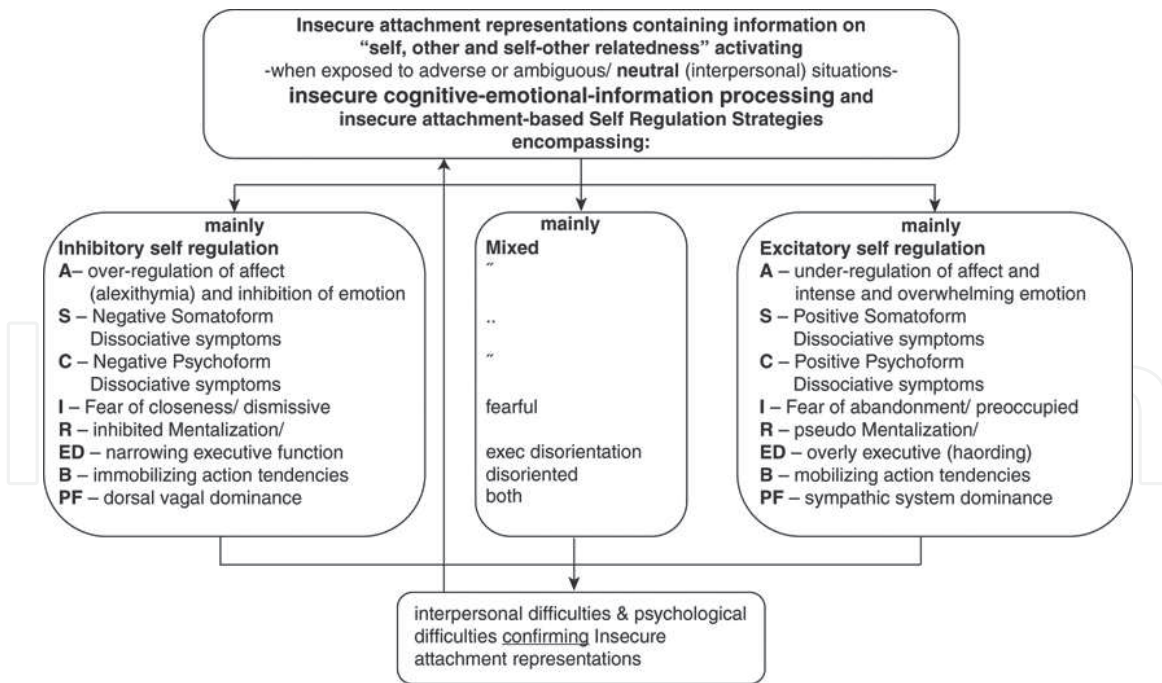 Insecure attachment representations containing information on
“self, other and self-other relatedness” activating
-when exposed to adverse or ambiguous/ neutral (interpersonal) situations-
insecure cognitive-emotional-information processing and
insecure attachment-based Self Regulation Strategies
encompassing:
mainly
Inhibitory self regulation
A– over-regulation of affect
(alexithymia) and inhibition of emotion
S – Negative Somatoform
Dissociative symptoms
C – Negative Psychoform
Dissociative symptoms
I – Fear of closeness/ dismissive
R – inhibited Mentalization/
ED – narrowing executive function
B – immobilizing action tendencies
PF – dorsal vagal dominance
mainly
Mixed
˝
..
˝
fearful
exec disorientation
disoriented
both
mainly
Excitatory self regulation
A – under-regulation of affect and
intense and overwhelming emotion
S – Positive Somatoform
Dissociative symptoms
C – Positive Psychoform
Dissociative symptoms
I – Fear of abandonment/ preoccupied
R – pseudo Mentalization/
ED – overly executive (haording)
B – mobilizing action tendencies
PF – sympathic system dominance
interpersonal difficulties & psychological
difficulties confirming Insecure
attachment representations